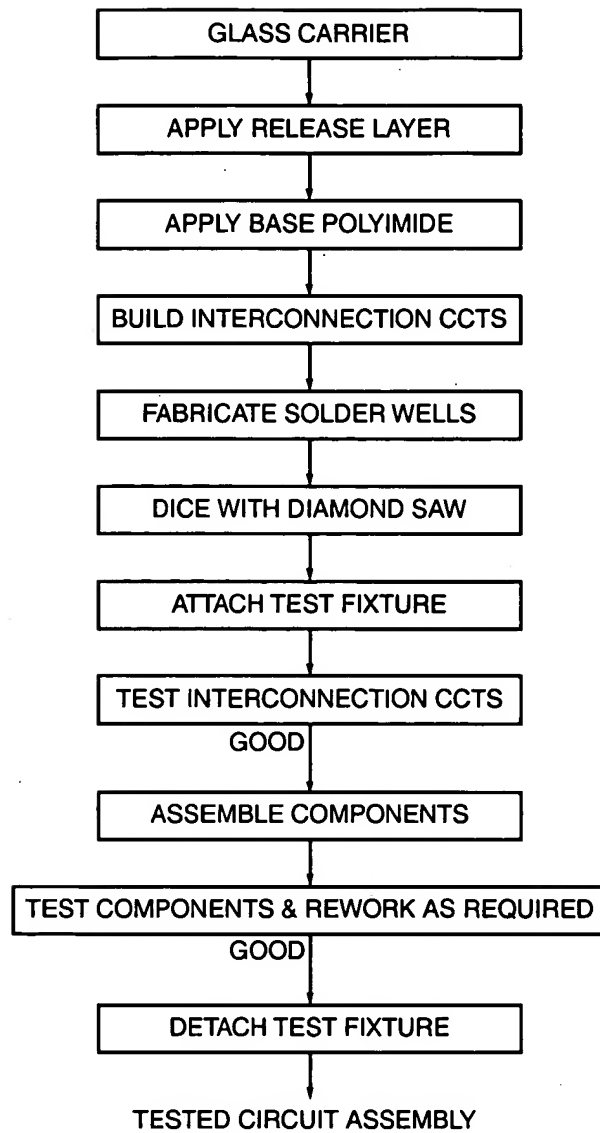 GLASS CARRIER
APPLY RELEASE LAYER
APPLY BASE POLYIMIDE
BUILD INTERCONNECTION CCTS
FABRICATE SOLDER WELLS
DICE WITH DIAMOND SAW
ATTACH TEST FIXTURE
TEST INTERCONNECTION CCTS
GOOD
ASSEMBLE COMPONENTS
TEST COMPONENTS & REWORK AS REQUIRED
GOOD
DETACH TEST FIXTURE
TESTED CIRCUIT ASSEMBLY